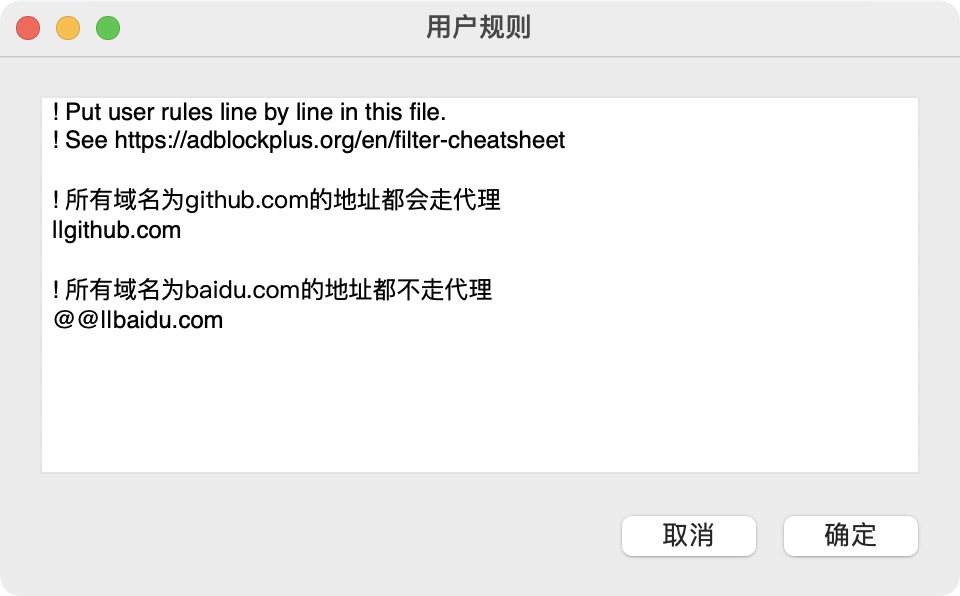 用户规则
! Put user rules line by line in this file.
! See https://adblockplus.org/en/filter-cheatsheet
! 所有域名为github.com的地址都会走代理
||github.com
! 所有域名为baidu.com的地址都不走代理
@@||baidu.com
取消
确定